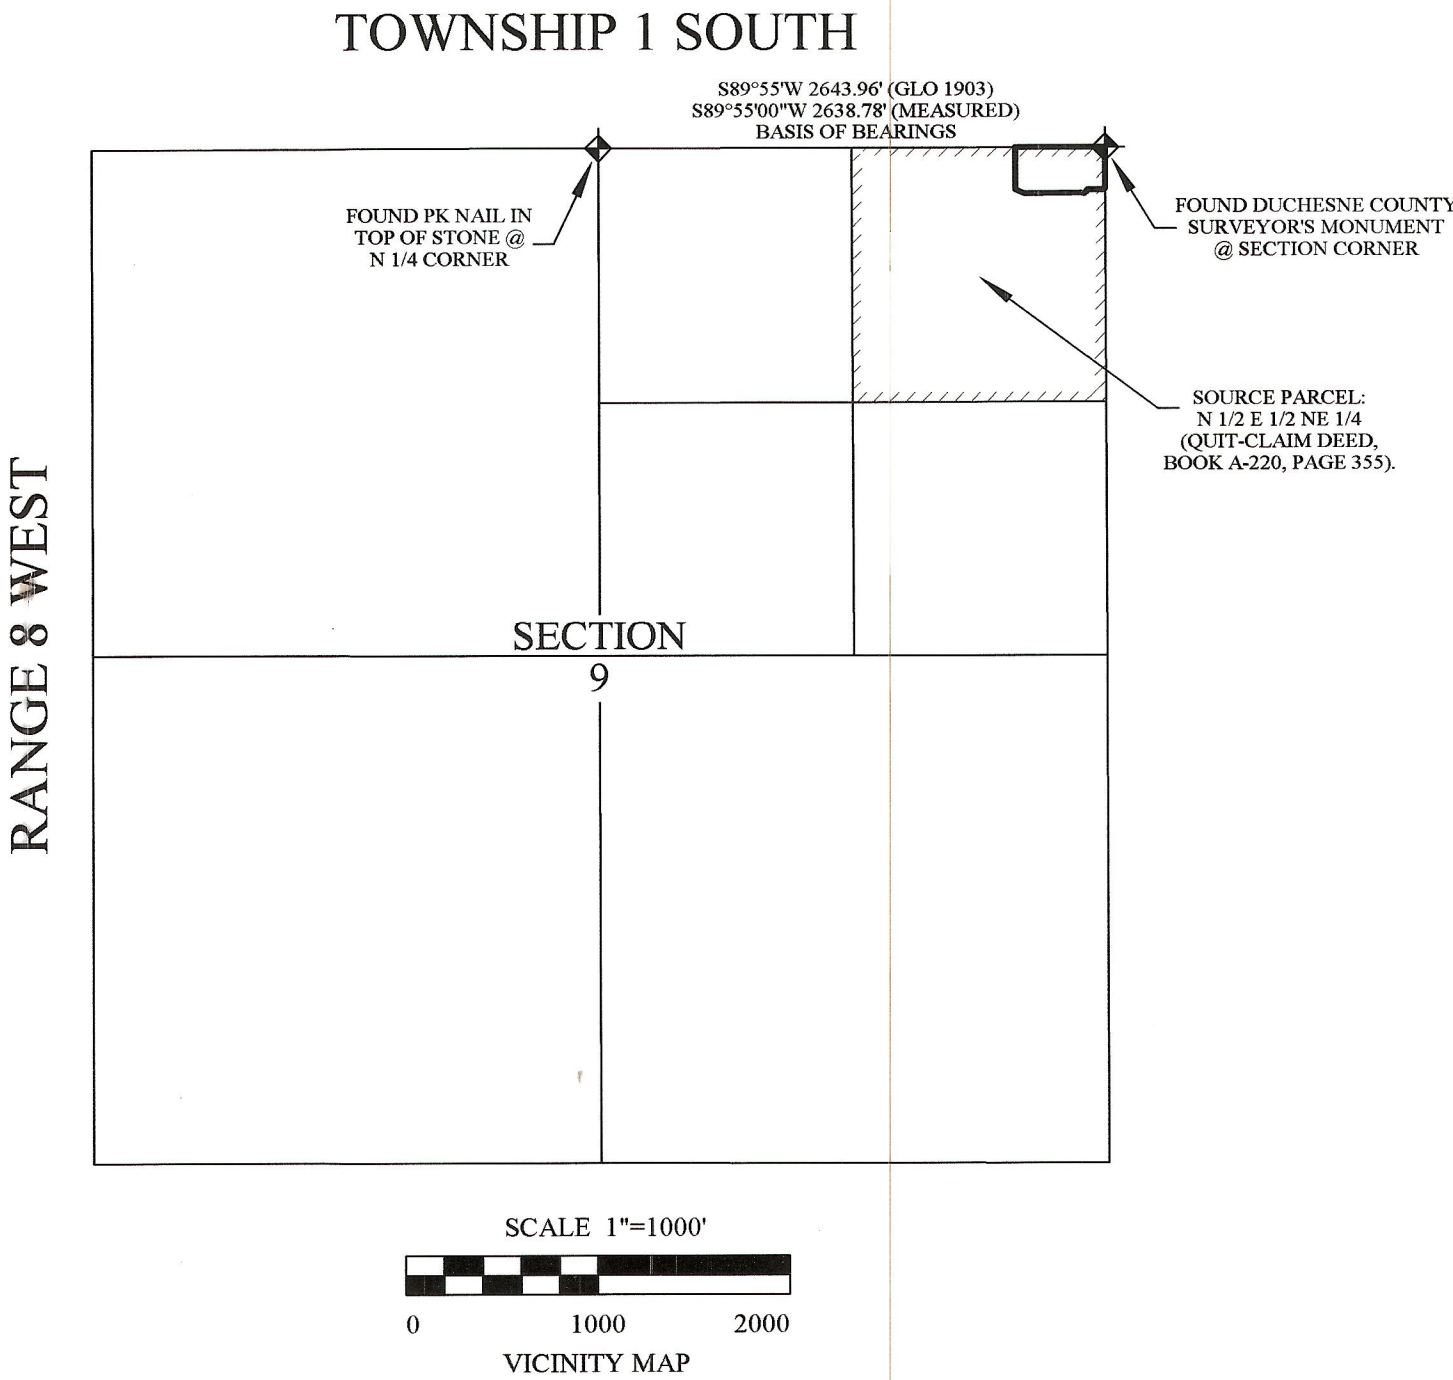 TOWNSHIP 1 SOUTH
S89°55'W 2643.96' (GLO 1903)
S89°55'00"W 2638.78' (MEASURED)
BASIS OF BEARINGS
FOUND PK NAIL IN
TOP OF STONE @
N 1/4 CORNER
FOUND DUCHESNE COUNTY
SURVEYOR'S MONUMENT
@ SECTION CORNER
SOURCE PARCEL:
N 1/2 E 1/2 NE 1/4
(QUIT-CLAIM DEED,
BOOK A-220, PAGE 355).
RANGE 8 WEST
SECTION
9
SCALE 1"=1000'
0 1000 2000
VICINITY MAP